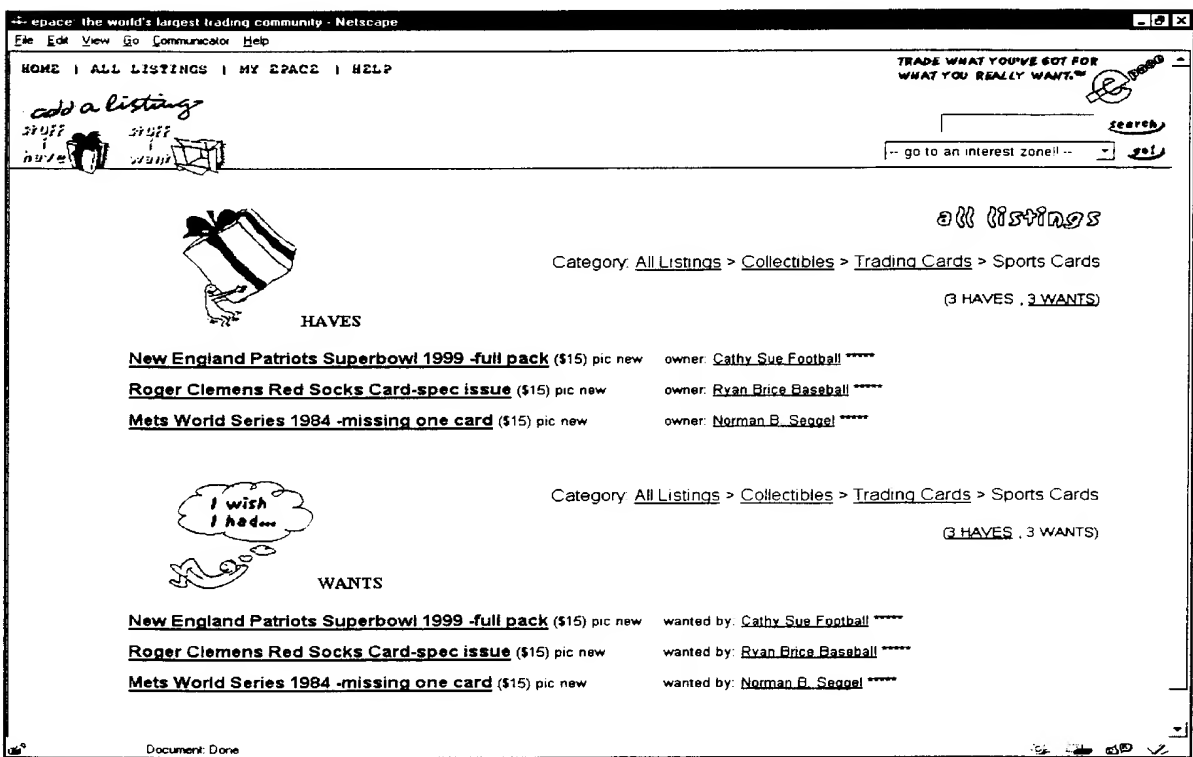 epace: the world's largest trading community - Netscape
File Edit View Go Communicator Help
HOME | ALL LISTINGS | MY EPACE | HELP
TRADE WHAT YOU'VE GOT FOR
WHAT YOU REALLY WANT.℠
add a listing
stuff i have
stuff i want
search
-- go to an interest zone!! --
go!
all listings
Category: All Listings > Collectibles > Trading Cards > Sports Cards
(3 HAVES , 3 WANTS)
HAVES
New England Patriots Superbowl 1999 -full pack ($15) pic new owner: Cathy Sue Football *****
Roger Clemens Red Socks Card-spec issue ($15) pic new owner: Ryan Brice Baseball *****
Mets World Series 1984 -missing one card ($15) pic new owner: Norman B. Seggel *****
I wish
I had...
Category: All Listings > Collectibles > Trading Cards > Sports Cards
(3 HAVES , 3 WANTS)
WANTS
New England Patriots Superbowl 1999 -full pack ($15) pic new wanted by: Cathy Sue Football *****
Roger Clemens Red Socks Card-spec issue ($15) pic new wanted by: Ryan Brice Baseball *****
Mets World Series 1984 -missing one card ($15) pic new wanted by: Norman B. Seggel *****
Document: Done